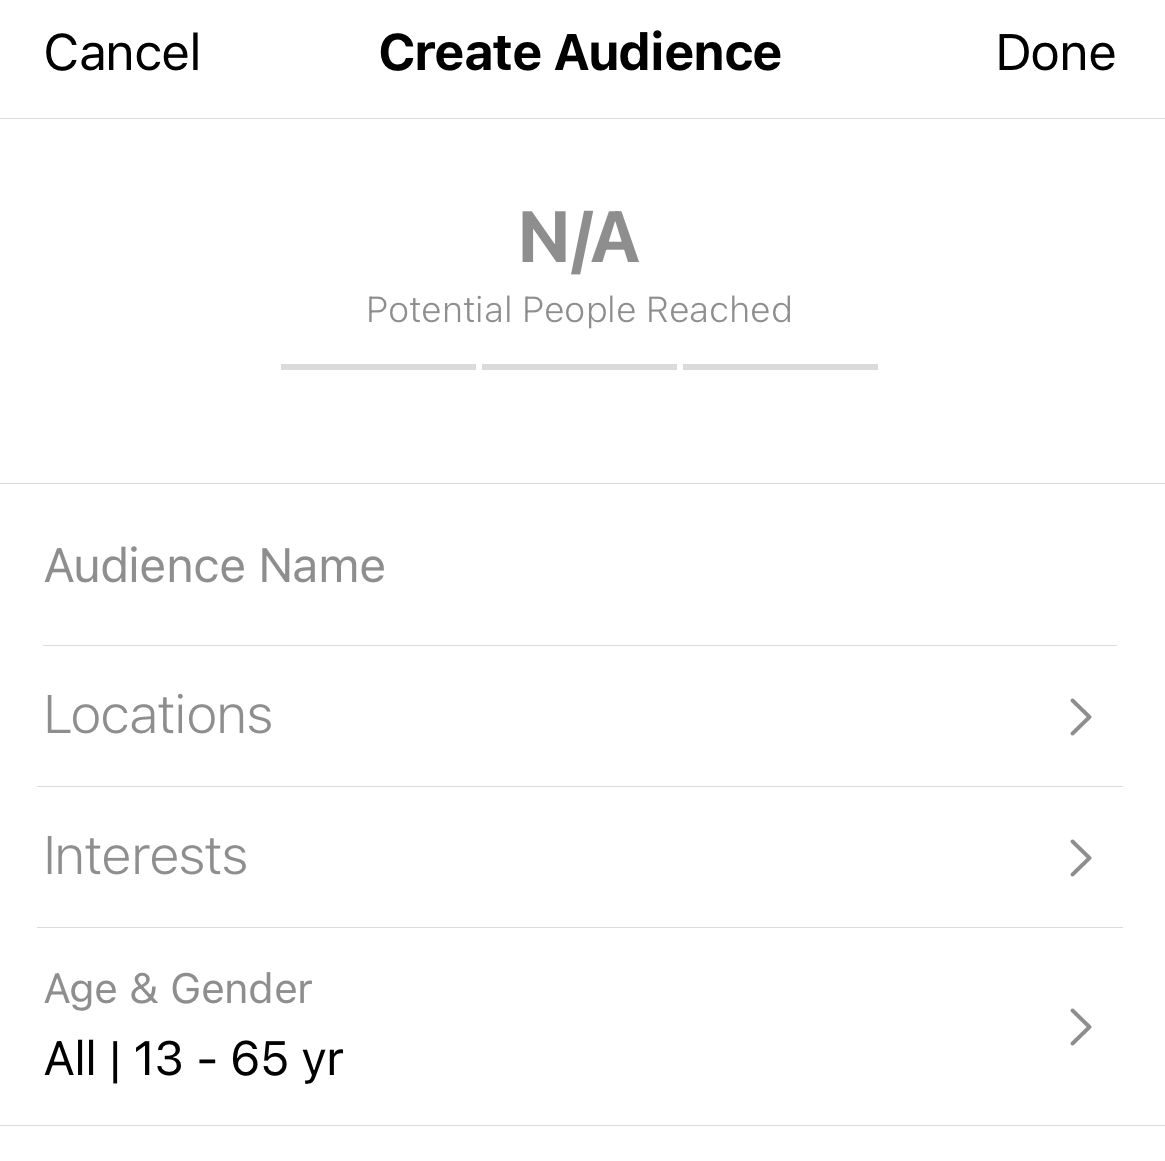 Cancel Create Audience Done
N/A
Potential People Reached
Audience Name
Locations
Interests
Age & Gender
All | 13 - 65 yr